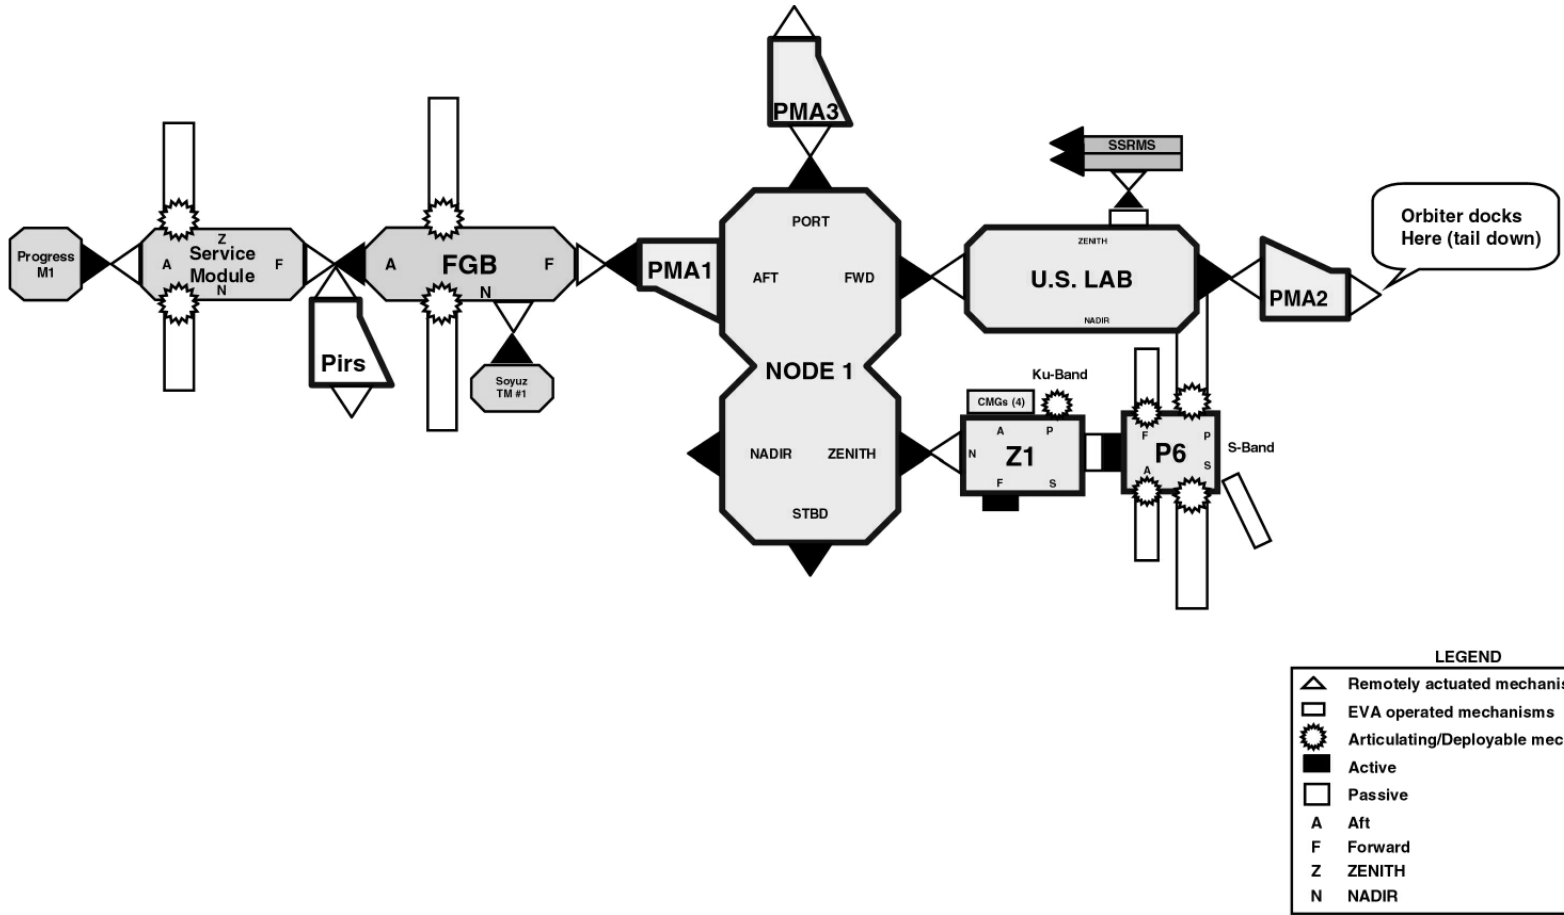 PMA3
SSRMS
Orbiter docks
Here (tail down)
Progress
M1
Z
Service
Module
A
F
N
A
FGB
F
N
PMA1
PORT
AFT
FWD
ZENITH
U.S. LAB
NADIR
PMA2
Pirs
Soyuz
TM #1
NODE 1
Ku-Band
CMGs (4)
NADIR
ZENITH
STBD
A
P
N
Z1
F
S
F
P
P6
A
S
S-Band
LEGEND
Remotely actuated mechanis
EVA operated mechanisms
Articulating/Deployable mec
Active
Passive
A Aft
F Forward
Z ZENITH
N NADIR